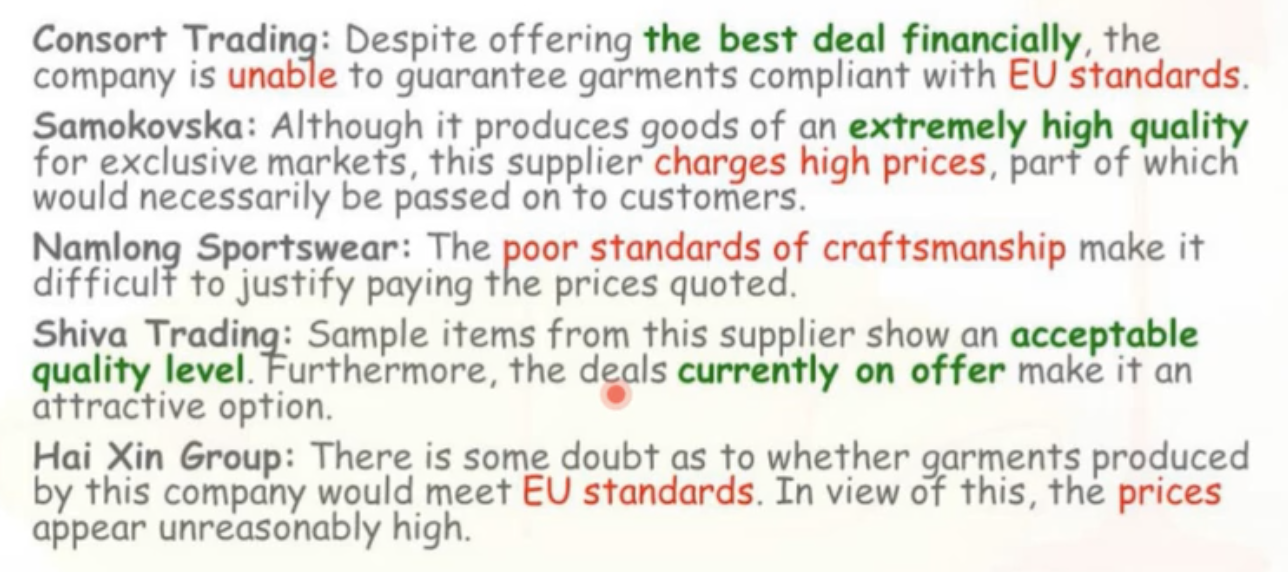 Consort Trading: Despite offering the best deal financially, the
company is unable to guarantee garments compliant with EU standards.
Samokovska: Although it produces goods of an extremely high quality
for exclusive markets, this supplier charges high prices, part of which
would necessarily be passed on to customers.
Namlong Sportswear: The poor standards of craftsmanship make it
difficult to justify paying the prices quoted.
Shiva Trading: Sample items from this supplier show an acceptable
quality level. Furthermore, the deals currently on offer make it an
attractive option.
Hai Xin Group: There is some doubt as to whether garments produced
by this company would meet EU standards. In view of this, the prices
appear unreasonably high.